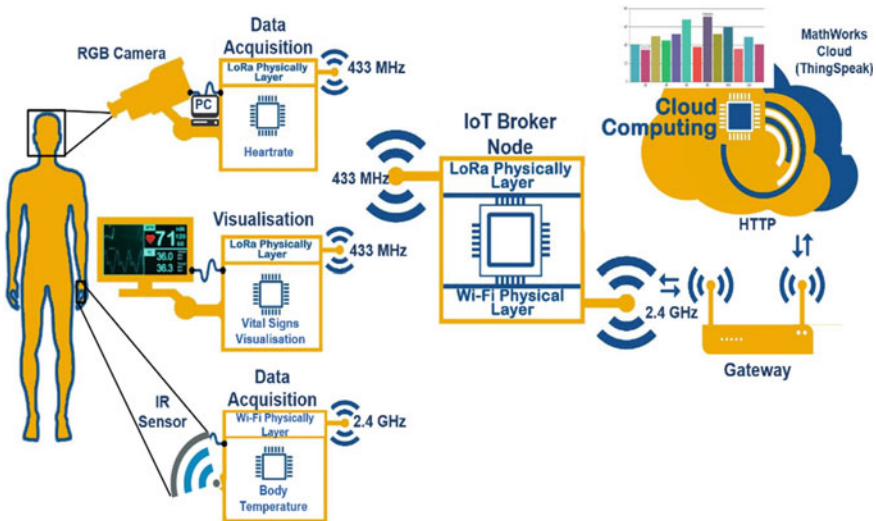 RGB Camera
Data
Acquisition
LoRa Physically
Layer
433 MHz
PC
Heartrate
Visualisation
LoRa Physically
Layer
433 MHz
71
36.0
36.3
Vital Signs
Visualisation
IR
Sensor
Data
Acquisition
Wi-Fi Physically
Layer
2.4 GHz
Body
Temperature
IoT Broker
Node
433 MHz
LoRa Physically
Layer
Wi-Fi Physical
Layer
2.4 GHz
MathWorks
Cloud
(ThingSpeak)
Cloud
Computing
HTTP
Gateway